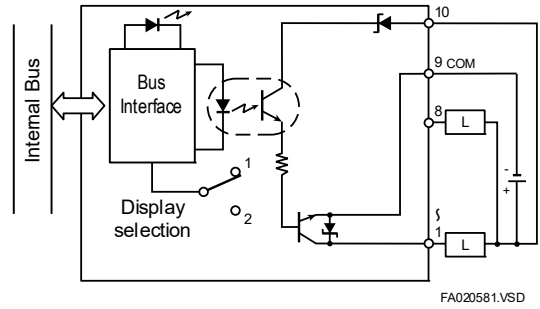 10
9 COM
Internal Bus
Bus
Interface
8
L
1
2
Display
selection
-
+
1
L
FA020581.VSD